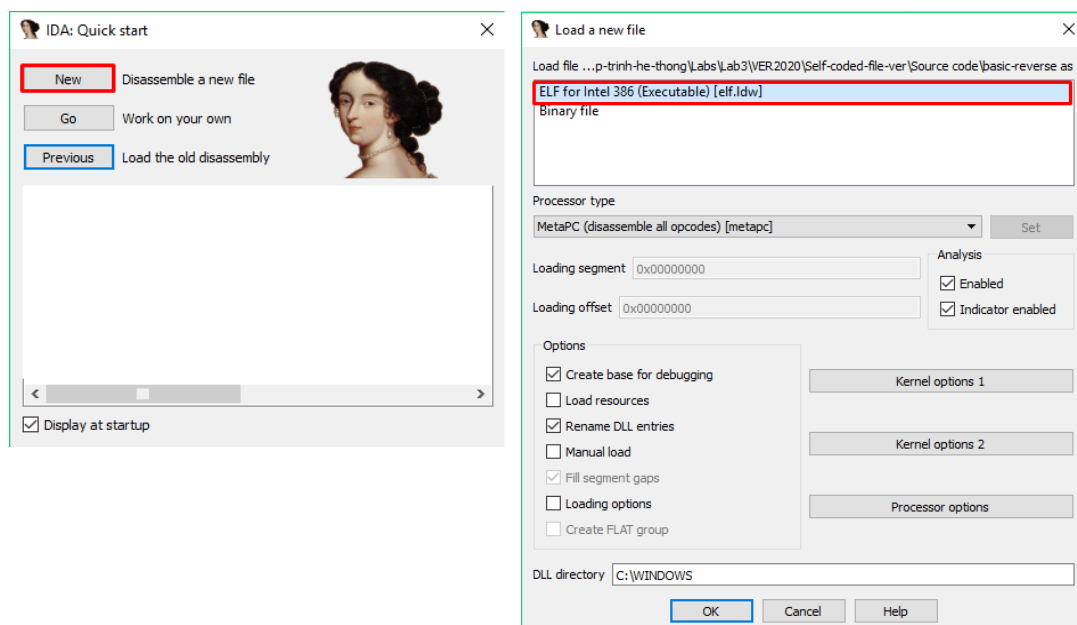 IDA: Quick start
New Disassemble a new file
Go Work on your own
Previous Load the old disassembly
Display at startup
Load a new file
Load file ...p-trinh-he-thong\Labs\Lab3\VER2020\Self-coded-file-ver\Source code\basic-reverse as
ELF for Intel 386 (Executable) [elf.ldw]
Binary file
Processor type
MetaPC (disassemble all opcodes) [metapc] Set
Loading segment 0x00000000
Loading offset 0x00000000
Analysis
Enabled
Indicator enabled
Options
Create base for debugging
Load resources
Rename DLL entries
Manual load
Fill segment gaps
Loading options
Create FLAT group
Kernel options 1
Kernel options 2
Processor options
DLL directory C:\WINDOWS
OK Cancel Help